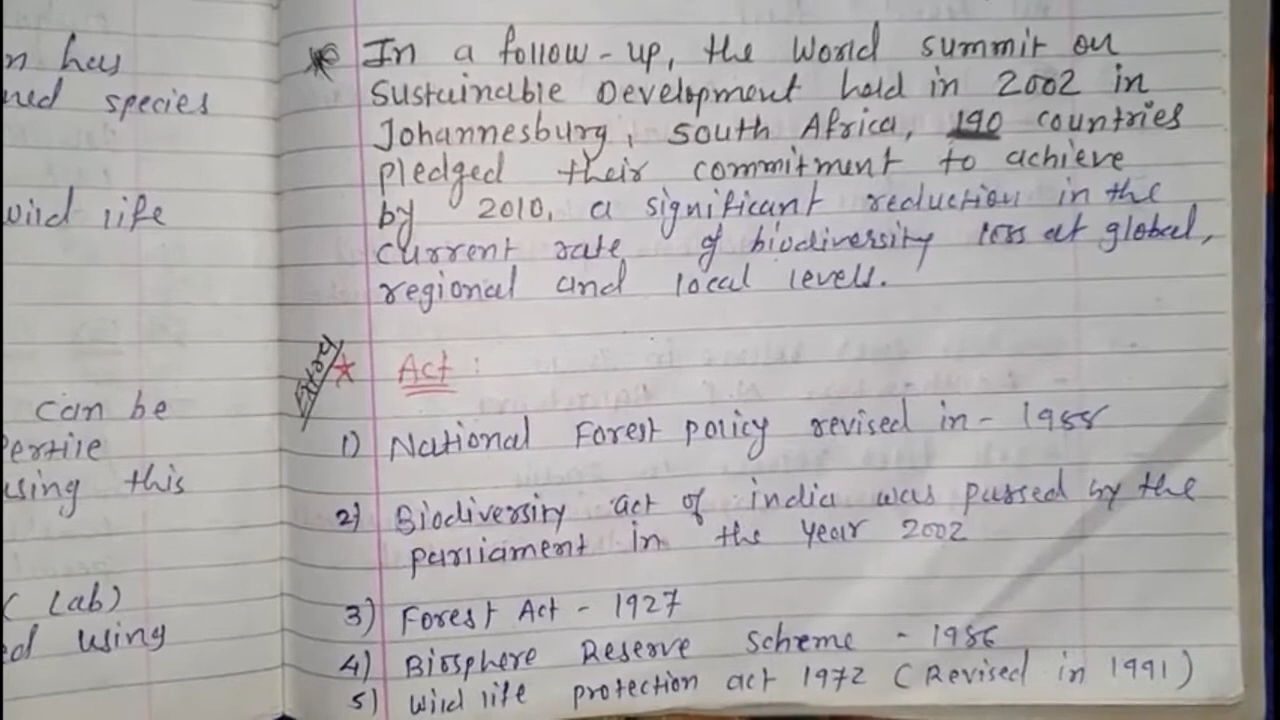 n has
ned species
wild life
can be
ertile
using this
( Lab)
ed using
In a follow-up, the World summit on
Sustainable Development held in 2002 in
Johannesburg, south Africa, 190 countries
pledged their commitment to achieve
by 2010, a significant reduction in the
current rate of biodiversity loss at global,
regional and local levels.
Extra
★ Act :
1) National Forest policy revised in - 1988
2) Biodiversity act of india was passed by the
parliament in the year 2002
3) Forest Act - 1927
4) Biosphere Reserve Scheme - 1986
5) Wild life protection act 1972 (Revised in 1991)